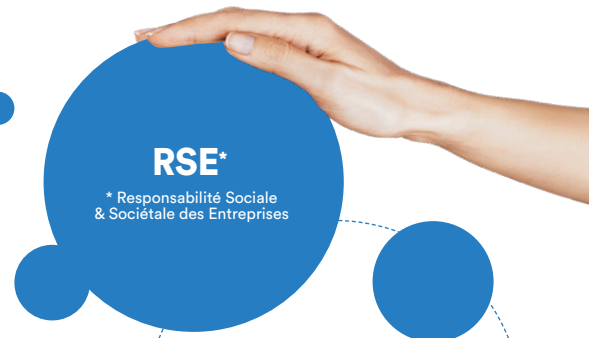 RSE*
* Responsabilité Sociale
& Sociétale des Entreprises